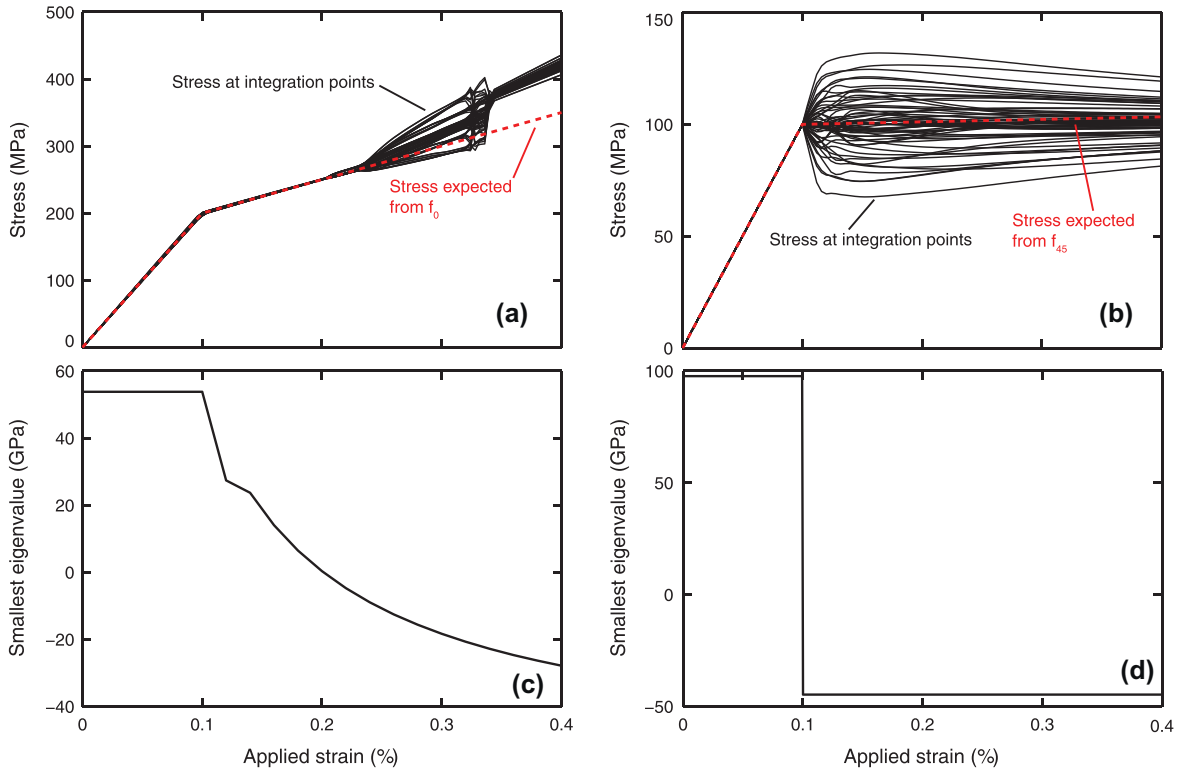 500
400
300
200
100
0
Stress (MPa)
Stress at integration points
Stress expected
from f0
(a)
150
100
50
0
Stress (MPa)
Stress at integration points
Stress expected
from f45
(b)
60
40
20
0
−20
−40
Smallest eigenvalue (GPa)
(c)
0
0.1
0.2
0.3
0.4
Applied strain (%)
100
50
0
−50
Smallest eigenvalue (GPa)
(d)
0
0.1
0.2
0.3
0.4
Applied strain (%)